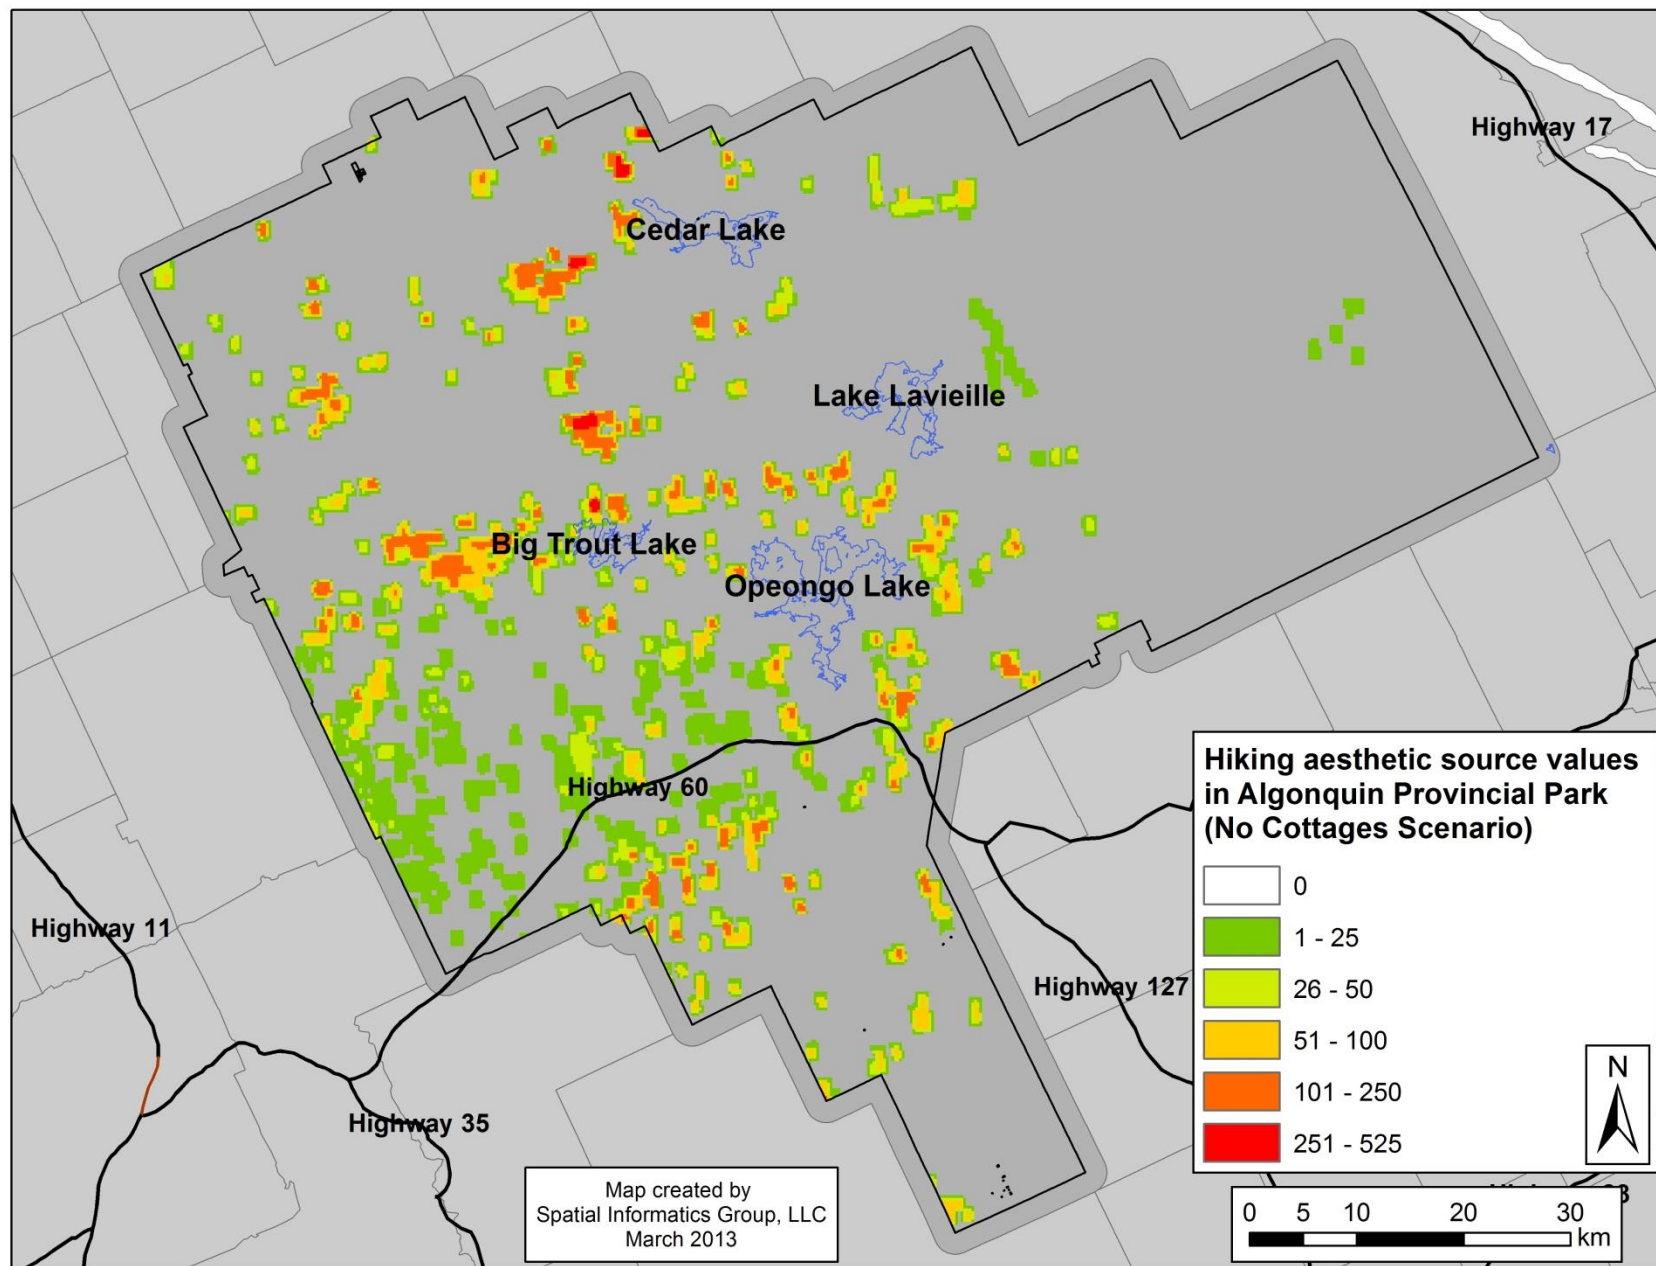 Highway 17
Cedar Lake
Lake Lavieille
Big Trout Lake
Opeongo Lake
Highway 60
Highway 11
Highway 127
Highway 35
Hiking aesthetic source values
in Algonquin Provincial Park
(No Cottages Scenario)
0
1 - 25
26 - 50
51 - 100
101 - 250
251 - 525
N
Map created by
Spatial Informatics Group, LLC
March 2013
0 5 10 20 30
km